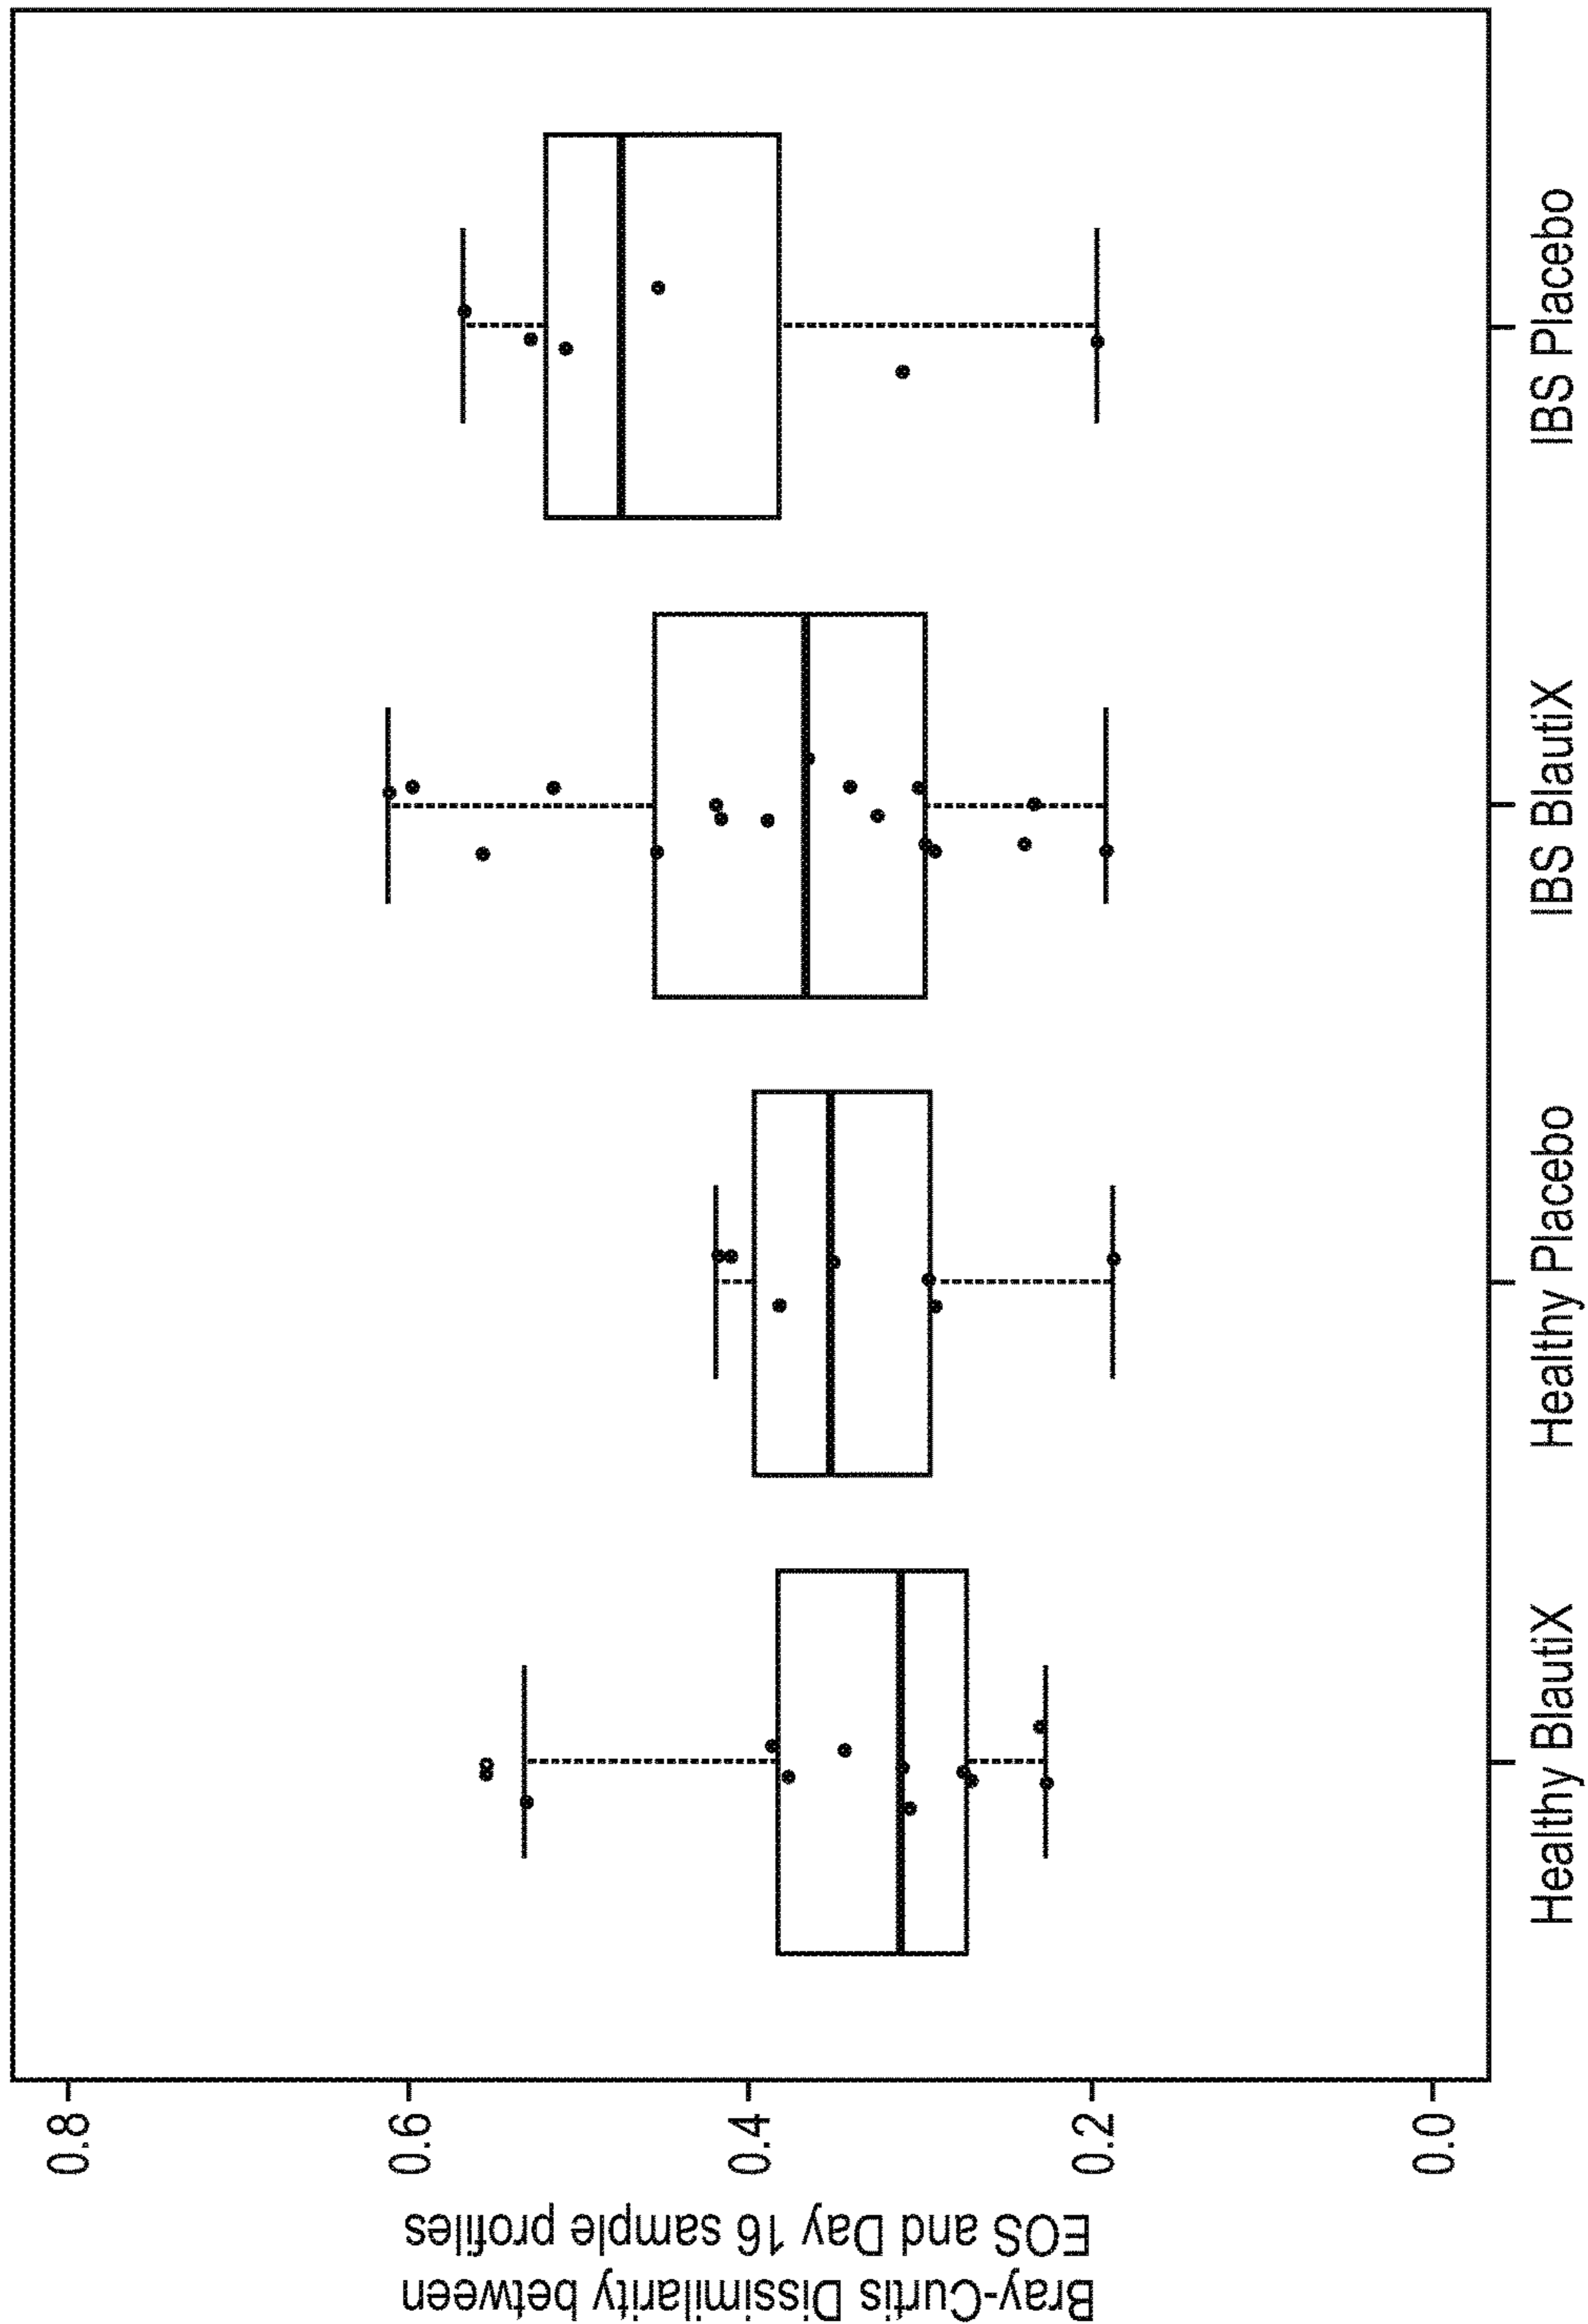 Bray-Curtis Dissimilarity between
EOS and Day 16 sample profiles
0.8
0.6
0.4
0.2
0.0
Healthy BlautiX
Healthy Placebo
IBS BlautiX
IBS Placebo